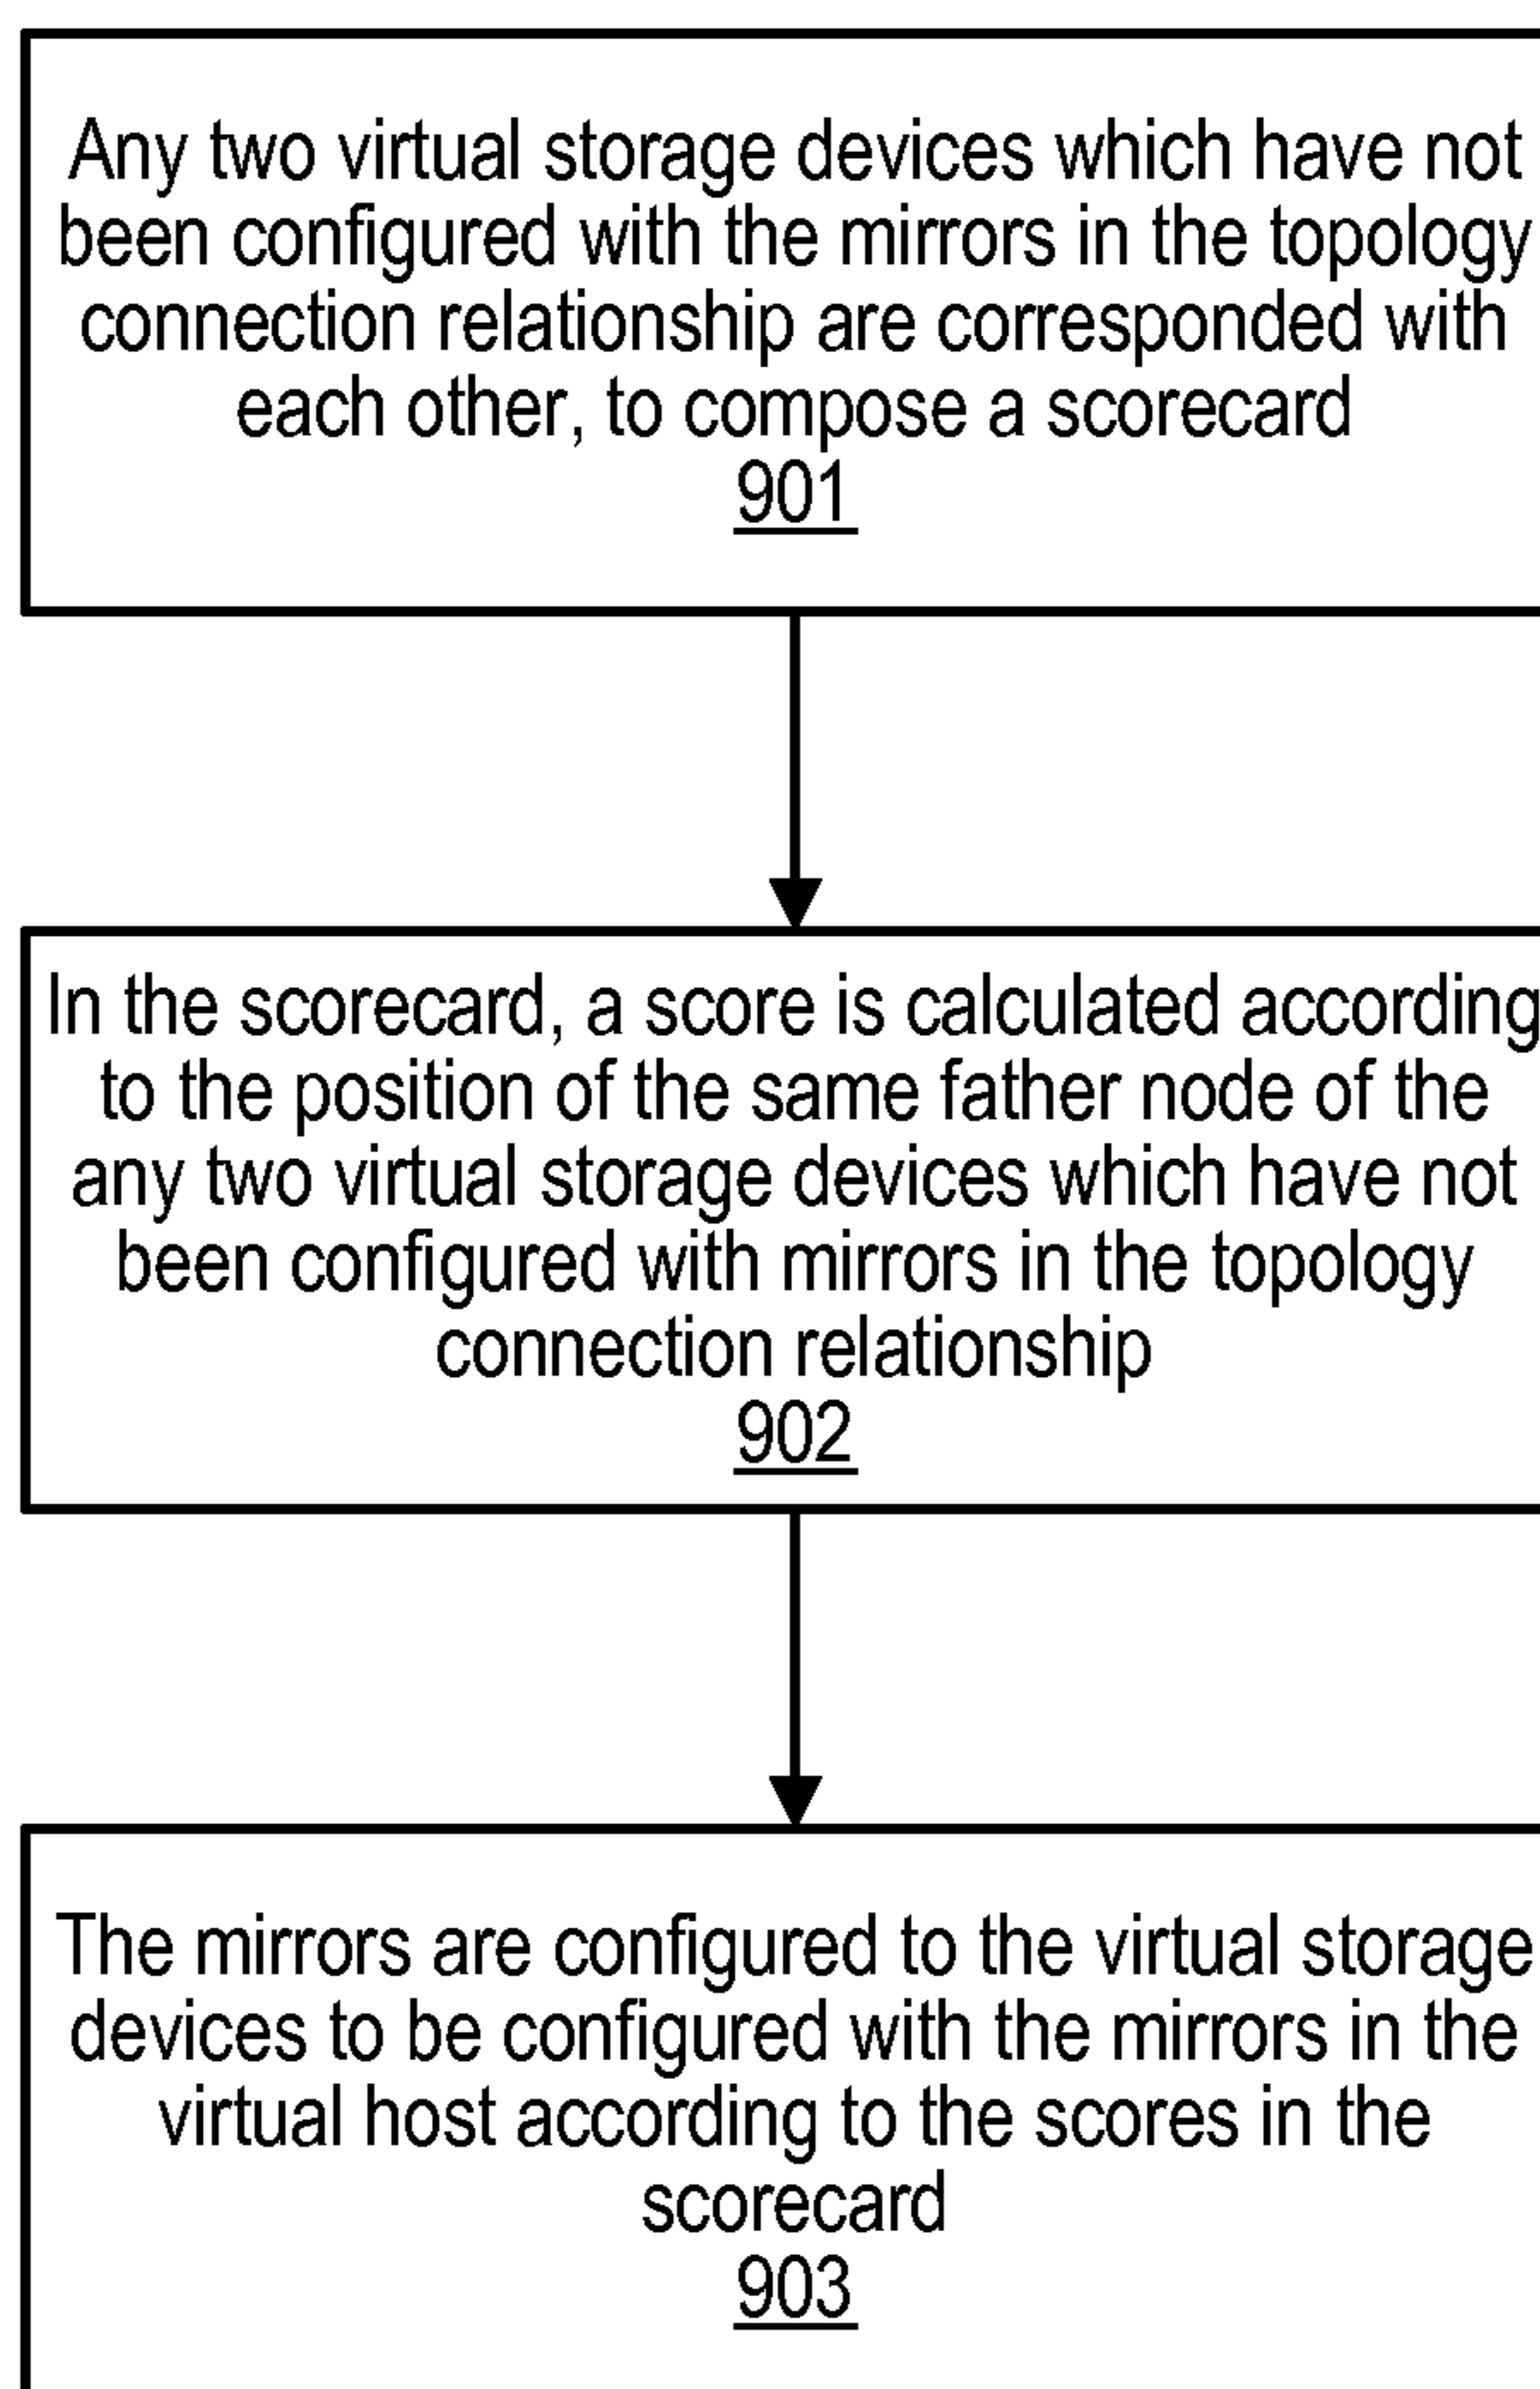 Any two virtual storage devices which have not
been configured with the mirrors in the topology
connection relationship are corresponded with
each other, to compose a scorecard
901
In the scorecard, a score is calculated according
to the position of the same father node of the
any two virtual storage devices which have not
been configured with mirrors in the topology
connection relationship
902
The mirrors are configured to the virtual storage
devices to be configured with the mirrors in the
virtual host according to the scores in the
scorecard
903